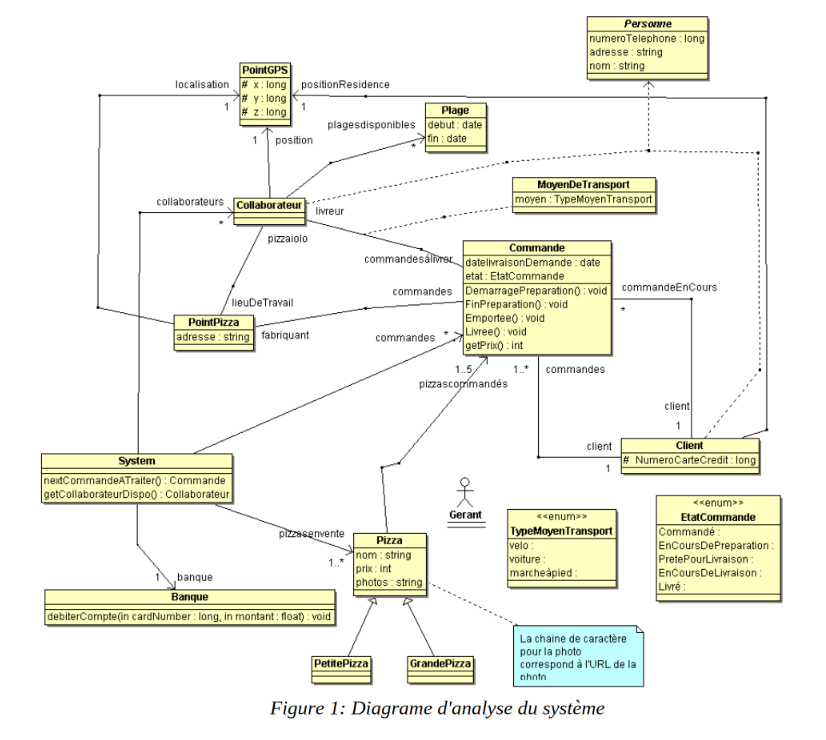 Personne
numeroTelephone : long
adresse : string
nom : string
PointGPS
# x : long
# y : long
# z : long
localisation
1
positionResidence
1
1
position
Plage
debut : date
fin : date
plagesdisponibles
*
MoyenDeTransport
moyen : TypeMoyenTransport
collaborateurs
*
Collaborateur
livreur
pizzaiolo
commandesàlivrer
Commande
datelivraisonDemande : date
etat : EtatCommande
DemarragePreparation() : void
FinPreparation() : void
Emportee() : void
Livree() : void
getPrix() : int
commandeEnCours
*
commandes
lieuDeTravail
PointPizza
adresse : string
fabriquant
commandes
*
1..5
pizzascommandés
1..*
commandes
client
1
client
1
Client
# NumeroCarteCredit : long
System
nextCommandeATraiter() : Commande
getCollaborateurDispo() : Collaborateur
Gerant
<<enum>>
TypeMoyenTransport
velo :
voiture :
marcheàpied :
<<enum>>
EtatCommande
Commandé :
EnCoursDePreparation :
PretePourLivraison :
EnCoursDeLivraison :
Livré :
pizzasenvente
1..*
Pizza
nom : string
prix : int
photos : string
1
banque
Banque
debiterCompte(in cardNumber : long, in montant : float) : void
La chaine de caractère
pour la photo
correspond à l'URL de la
photo
PetitePizza
GrandePizza
Figure 1: Diagrame d'analyse du système